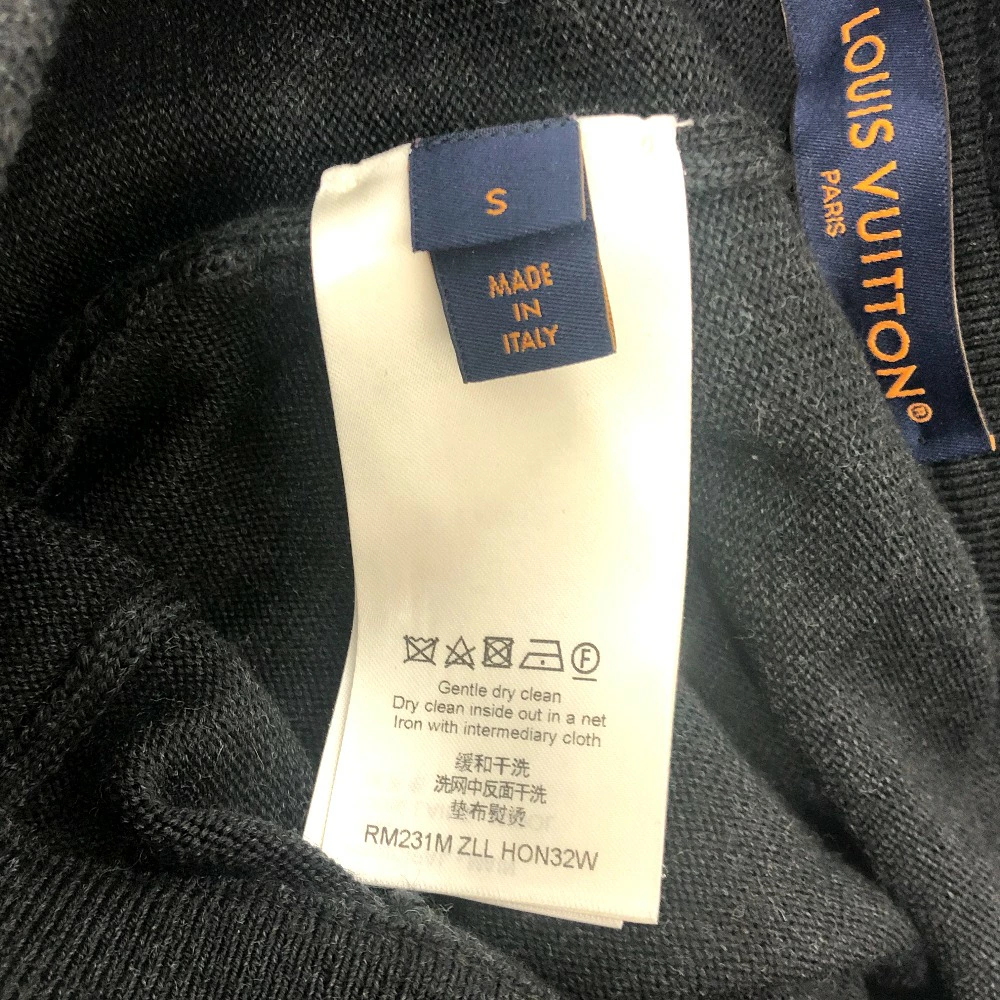 LOUIS VUITTON®
PARIS
S
MADE
IN
ITALY
F
Gentle dry clean
Dry clean inside out in a net
Iron with intermediary cloth
缓和干洗
洗网中反面干洗
垫布熨烫
RM231M ZLL HON32W